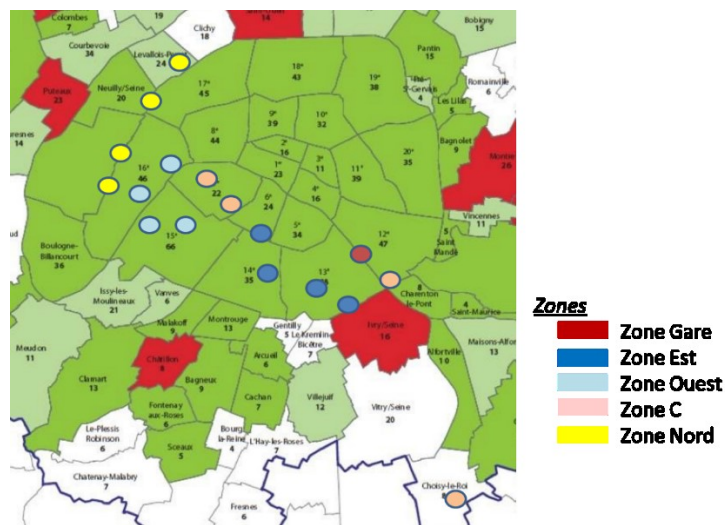 Colombes
7
19
Clichy
18
14
Bobigny
15
Courbevoie
34
Levallois-Perret
24
Pantin
15
Puteaux
23
Neuilly/Seine
20
17e
45
18e
43
19e
38
4
Romainville
6
Les Lilas
5
14
8e
44
9e
39
10e
32
2e
16
3e
11
1e
23
11e
39
20e
35
Bagnolet
9
26
16e
46
22
6e
24
4e
16
5e
34
12e
47
Vincennes
11
5
Saint
Mandé
15e
66
Boulogne-
Billancourt
36
14e
35
13e
8
Charenton
le-Pont
4
Saint-Maurice
Issy-les-
Moulineaux
21
Vanves
6
Malakoff
9
Montrouge
13
Gentilly
5
Le Kremlin
Bicêtre
7
Ivry/Seine
16
Meudon
11
Châtillon
8
Arcueil
6
Alfortville
10
Maisons-Alfort
13
Clamart
13
Bagneux
9
Cachan
7
Villejuif
12
Vitry/Seine
20
Fontenay
aux-Roses
6
Le-Plessis
Robinson
6
Sceaux
5
Bourg
la-Reine
4
L'Hay-les-Roses
7
Chatenay-Malabry
7
Fresnes
6
Choisy-le-Roi
Zones
Zone Gare
Zone Est
Zone Ouest
Zone C
Zone Nord